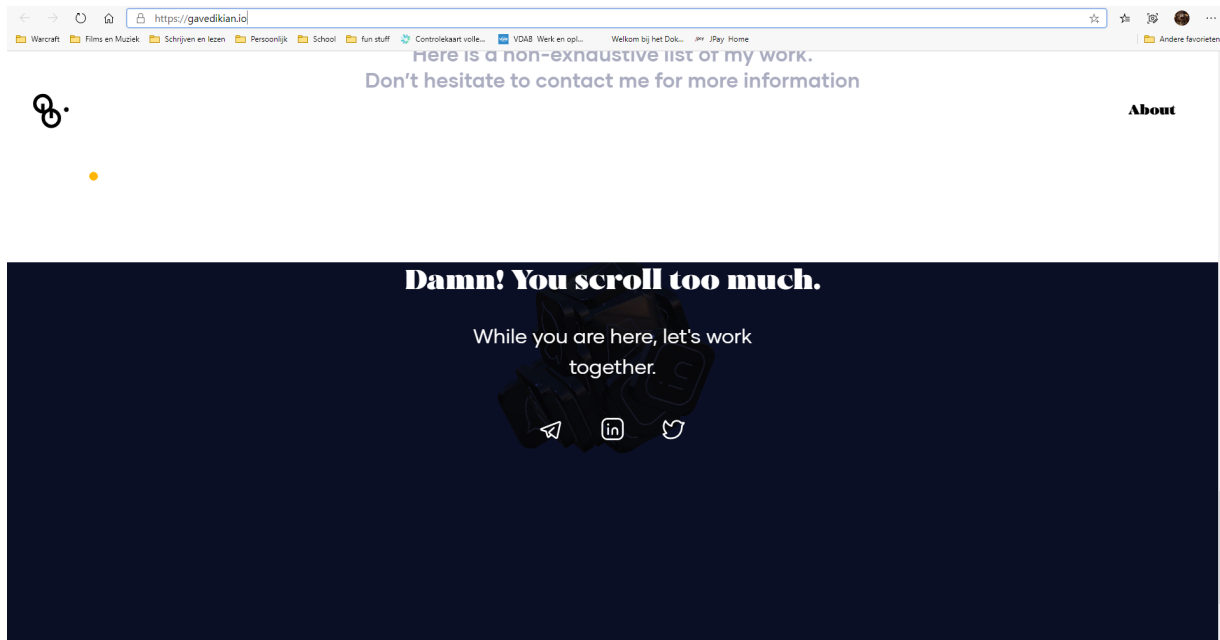 https://gavedikian.io
Warcraft Films en Muziek Schrijven en lezen Persoonlijk School fun stuff Controlekaart volle... VDAB Werk en opl... Welkom bij het Dok... JPay Home Andere favorieten
Here is a non-exhaustive list of my work.
Don't hesitate to contact me for more information
About
Damn! You scroll too much.
While you are here, let's work
together.
in